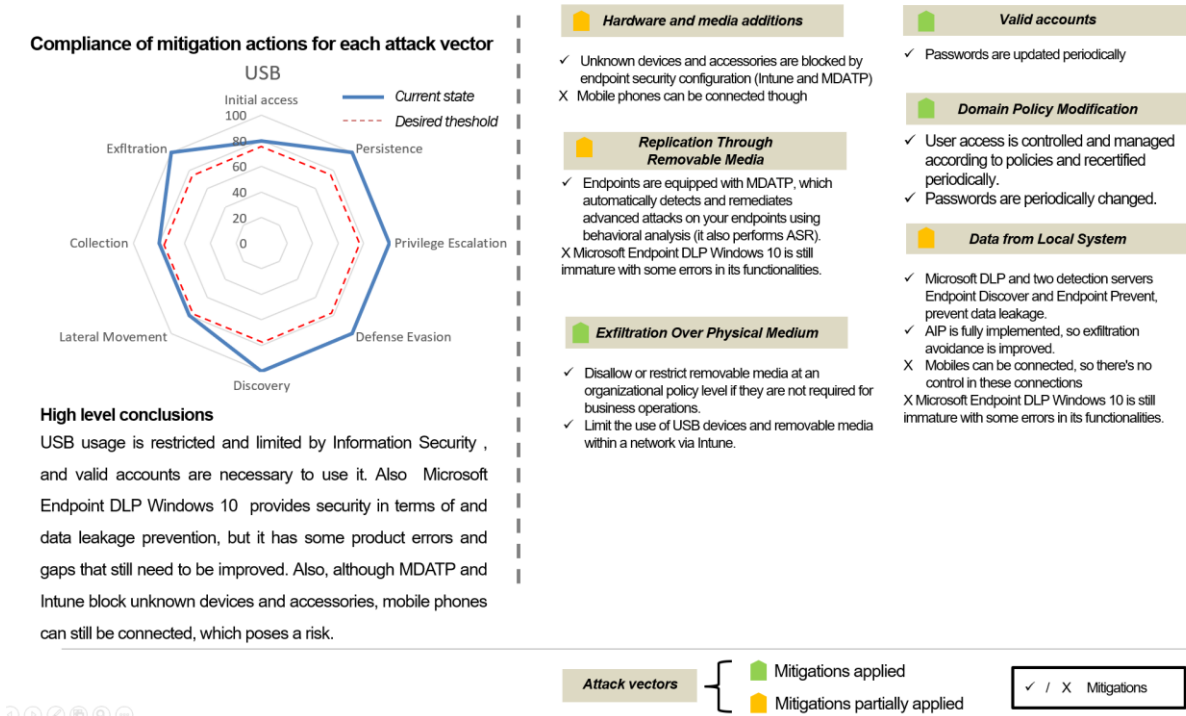 Compliance of mitigation actions for each attack vector
USB
Initial access
Current state
Desired theshold
100
80
60
40
20
0
Persistence
Privilege Escalation
Defense Evasion
Discovery
Lateral Movement
Collection
Exfltration
High level conclusions
USB usage is restricted and limited by Information Security ,
and valid accounts are necessary to use it. Also Microsoft
Endpoint DLP Windows 10 provides security in terms of and
data leakage prevention, but it has some product errors and
gaps that still need to be improved. Also, although MDATP and
Intune block unknown devices and accessories, mobile phones
can still be connected, which poses a risk.
Hardware and media additions
✓ Unknown devices and accessories are blocked by
endpoint security configuration (Intune and MDATP)
X Mobile phones can be connected though
Replication Through
Removable Media
✓ Endpoints are equipped with MDATP, which
automatically detects and remediates
advanced attacks on your endpoints using
behavioral analysis (it also performs ASR).
X Microsoft Endpoint DLP Windows 10 is still
immature with some errors in its functionalities.
Exfiltration Over Physical Medium
✓ Disallow or restrict removable media at an
organizational policy level if they are not required for
business operations.
✓ Limit the use of USB devices and removable media
within a network via Intune.
Valid accounts
✓ Passwords are updated periodically
Domain Policy Modification
✓ User access is controlled and managed
according to policies and recertified
periodically.
✓ Passwords are periodically changed.
Data from Local System
✓ Microsoft DLP and two detection servers
Endpoint Discover and Endpoint Prevent,
prevent data leakage.
✓ AIP is fully implemented, so exfiltration
avoidance is improved.
X Mobiles can be connected, so there's no
control in these connections
X Microsoft Endpoint DLP Windows 10 is still
immature with some errors in its functionalities.
Attack vectors
Mitigations applied
Mitigations partially applied
✓ / X Mitigations